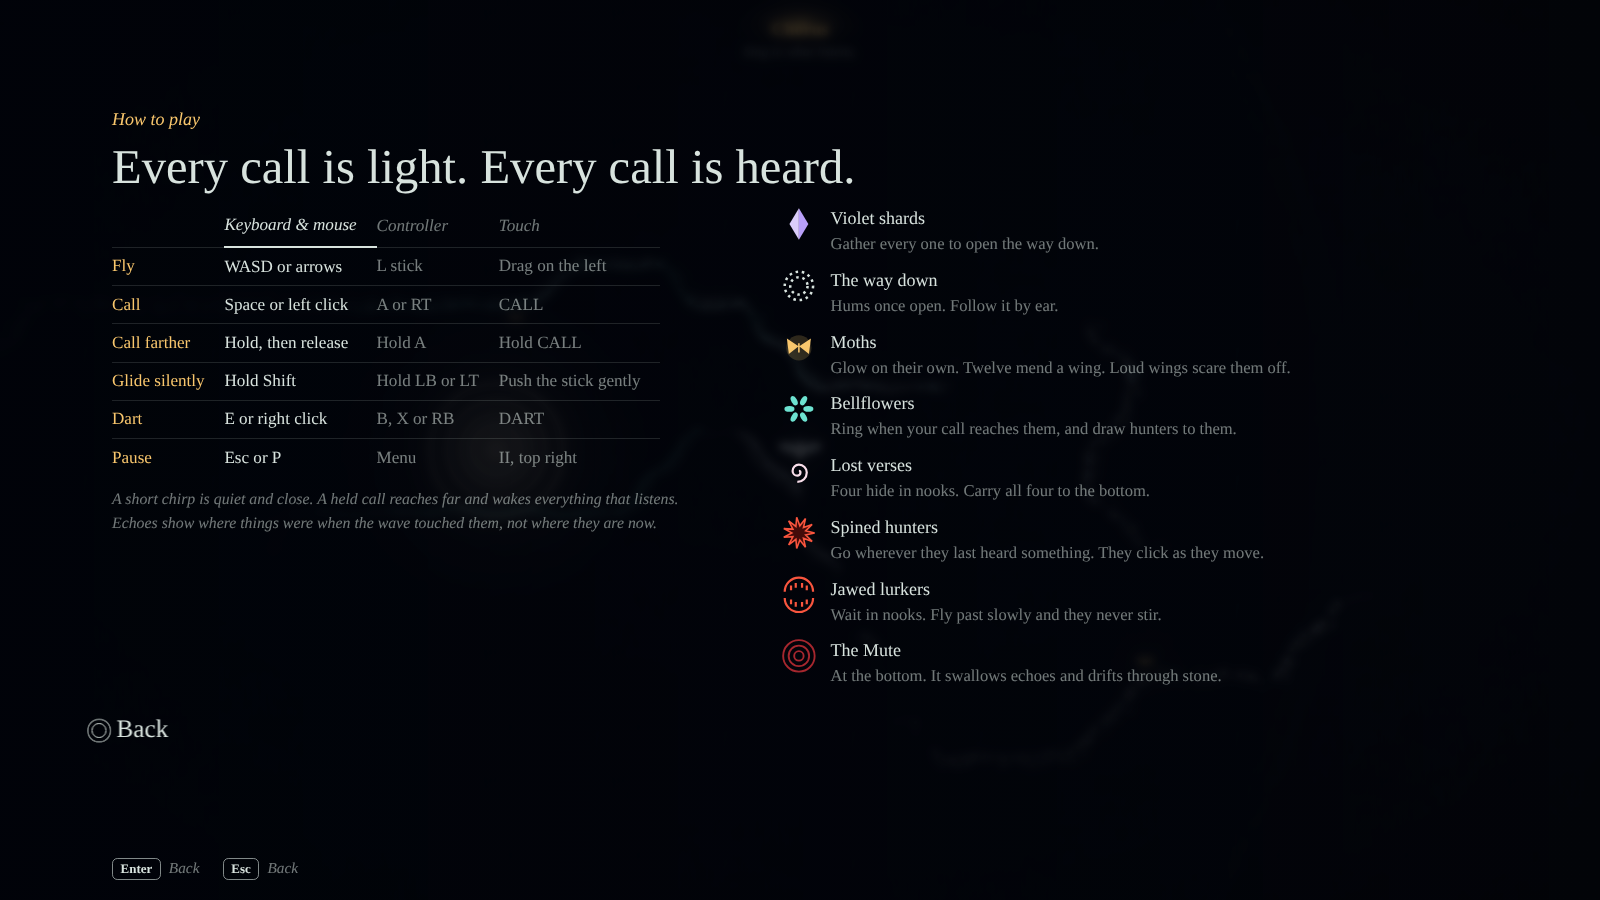 How to play
Every call is light. Every call is heard.
Keyboard & mouse Controller Touch
Fly WASD or arrows L stick Drag on the left
Call Space or left click A or RT CALL
Call farther Hold, then release Hold A Hold CALL
Glide silently Hold Shift Hold LB or LT Push the stick gently
Dart E or right click B, X or RB DART
Pause Esc or P Menu II, top right
A short chirp is quiet and close. A held call reaches far and wakes everything that listens.
Echoes show where things were when the wave touched them, not where they are now.
Violet shards
Gather every one to open the way down.
The way down
Hums once open. Follow it by ear.
Moths
Glow on their own. Twelve mend a wing. Loud wings scare them off.
Bellflowers
Ring when your call reaches them, and draw hunters to them.
Lost verses
Four hide in nooks. Carry all four to the bottom.
Spined hunters
Go wherever they last heard something. They click as they move.
Jawed lurkers
Wait in nooks. Fly past slowly and they never stir.
The Mute
At the bottom. It swallows echoes and drifts through stone.
Back
Enter Back Esc Back